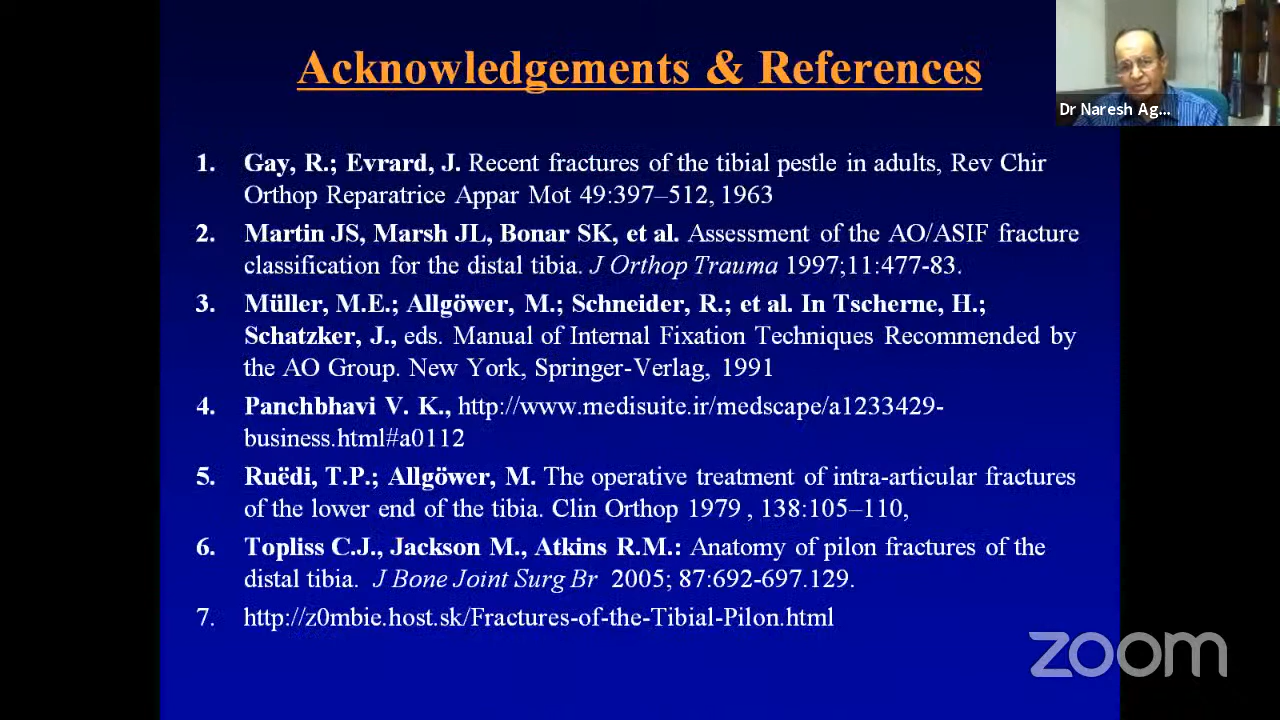 Acknowledgements & References
Dr Naresh Ag...
1. Gay, R.; Evrard, J. Recent fractures of the tibial pestle in adults, Rev Chir
Orthop Reparatrice Appar Mot 49:397–512, 1963
2. Martin JS, Marsh JL, Bonar SK, et al. Assessment of the AO/ASIF fracture
classification for the distal tibia. J Orthop Trauma 1997;11:477-83.
3. Müller, M.E.; Allgöwer, M.; Schneider, R.; et al. In Tscherne, H.;
Schatzker, J., eds. Manual of Internal Fixation Techniques Recommended by
the AO Group. New York, Springer-Verlag, 1991
4. Panchbhavi V. K., http://www.medisuite.ir/medscape/a1233429-
business.html#a0112
5. Ruëdi, T.P.; Allgöwer, M. The operative treatment of intra-articular fractures
of the lower end of the tibia. Clin Orthop 1979 , 138:105–110,
6. Topliss C.J., Jackson M., Atkins R.M.: Anatomy of pilon fractures of the
distal tibia. J Bone Joint Surg Br 2005; 87:692-697.129.
7. http://z0mbie.host.sk/Fractures-of-the-Tibial-Pilon.html
zoom